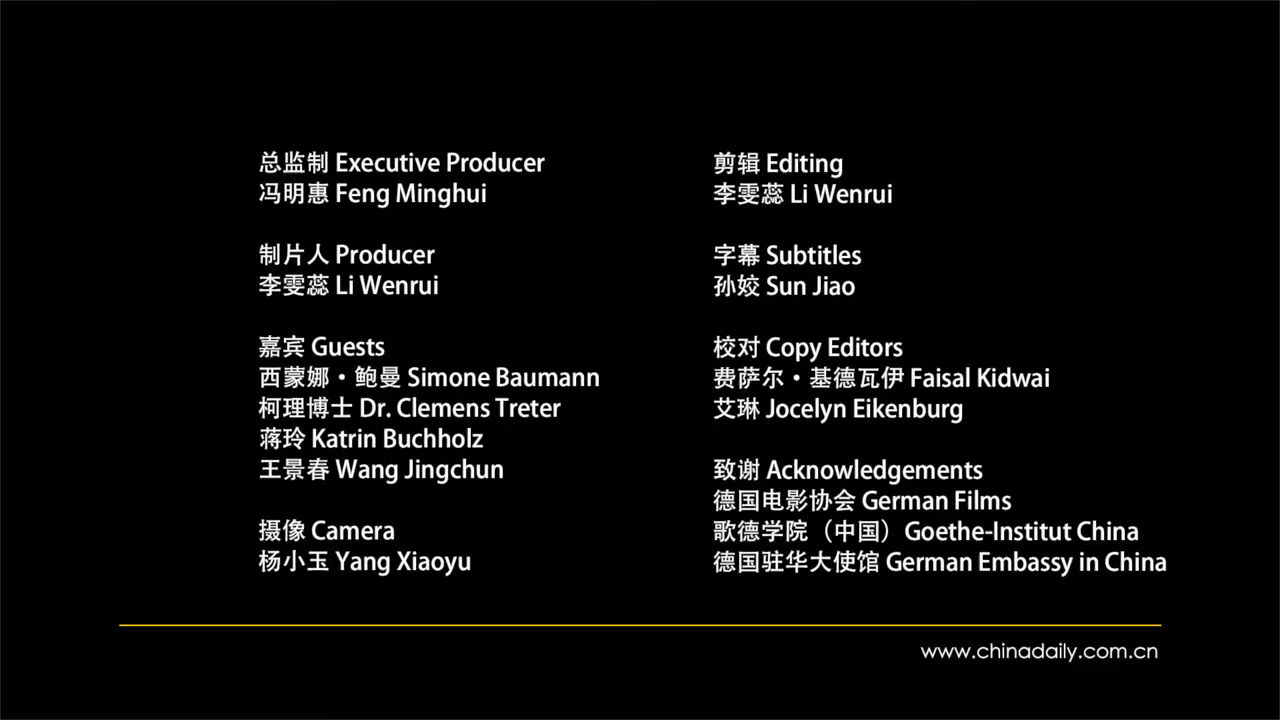 总监制 Executive Producer
冯明惠 Feng Minghui
制片人 Producer
李雯蕊 Li Wenrui
嘉宾 Guests
西蒙娜·鲍曼 Simone Baumann
柯理博士 Dr. Clemens Treter
蒋玲 Katrin Buchholz
王景春 Wang Jingchun
摄像 Camera
杨小玉 Yang Xiaoyu
剪辑 Editing
李雯蕊 Li Wenrui
字幕 Subtitles
孙姣 Sun Jiao
校对 Copy Editors
费萨尔·基德瓦伊 Faisal Kidwai
艾琳 Jocelyn Eikenburg
致谢 Acknowledgements
德国电影协会 German Films
歌德学院（中国）Goethe-Institut China
德国驻华大使馆 German Embassy in China
www.chinadaily.com.cn